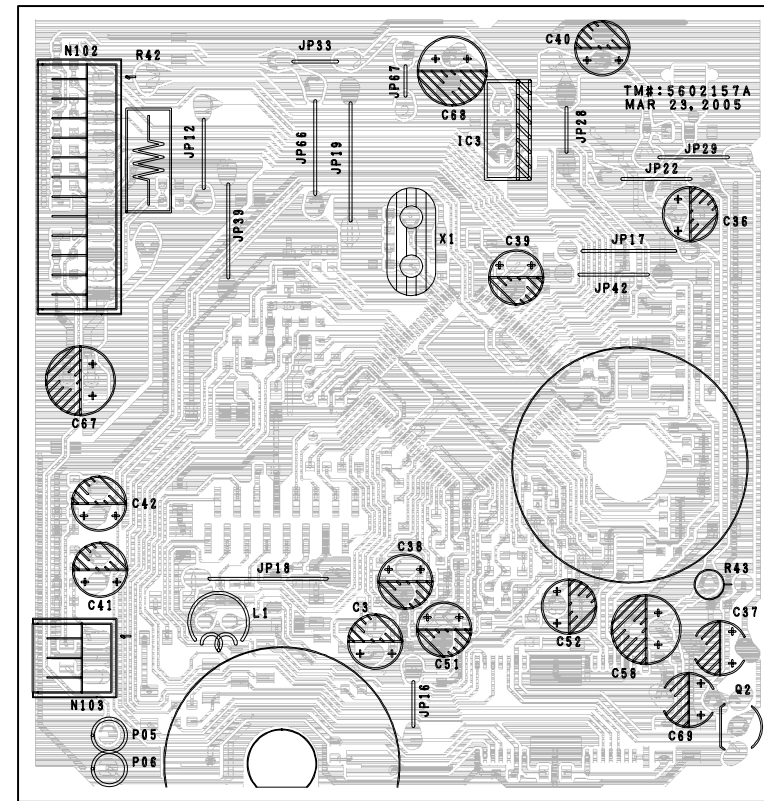 C40
N102
R42
JP33
JP67
C68
TM#:5602157A
MAR 23, 2005
IC3
JP28
JP12
JP66
JP19
JP29
JP22
JP39
X1
C39
C36
JP17
JP42
C67
C42
C41
JP18
C38
R43
L1
C3
C51
C52
C58
C37
N103
JP16
Q2
C69
P05
P06